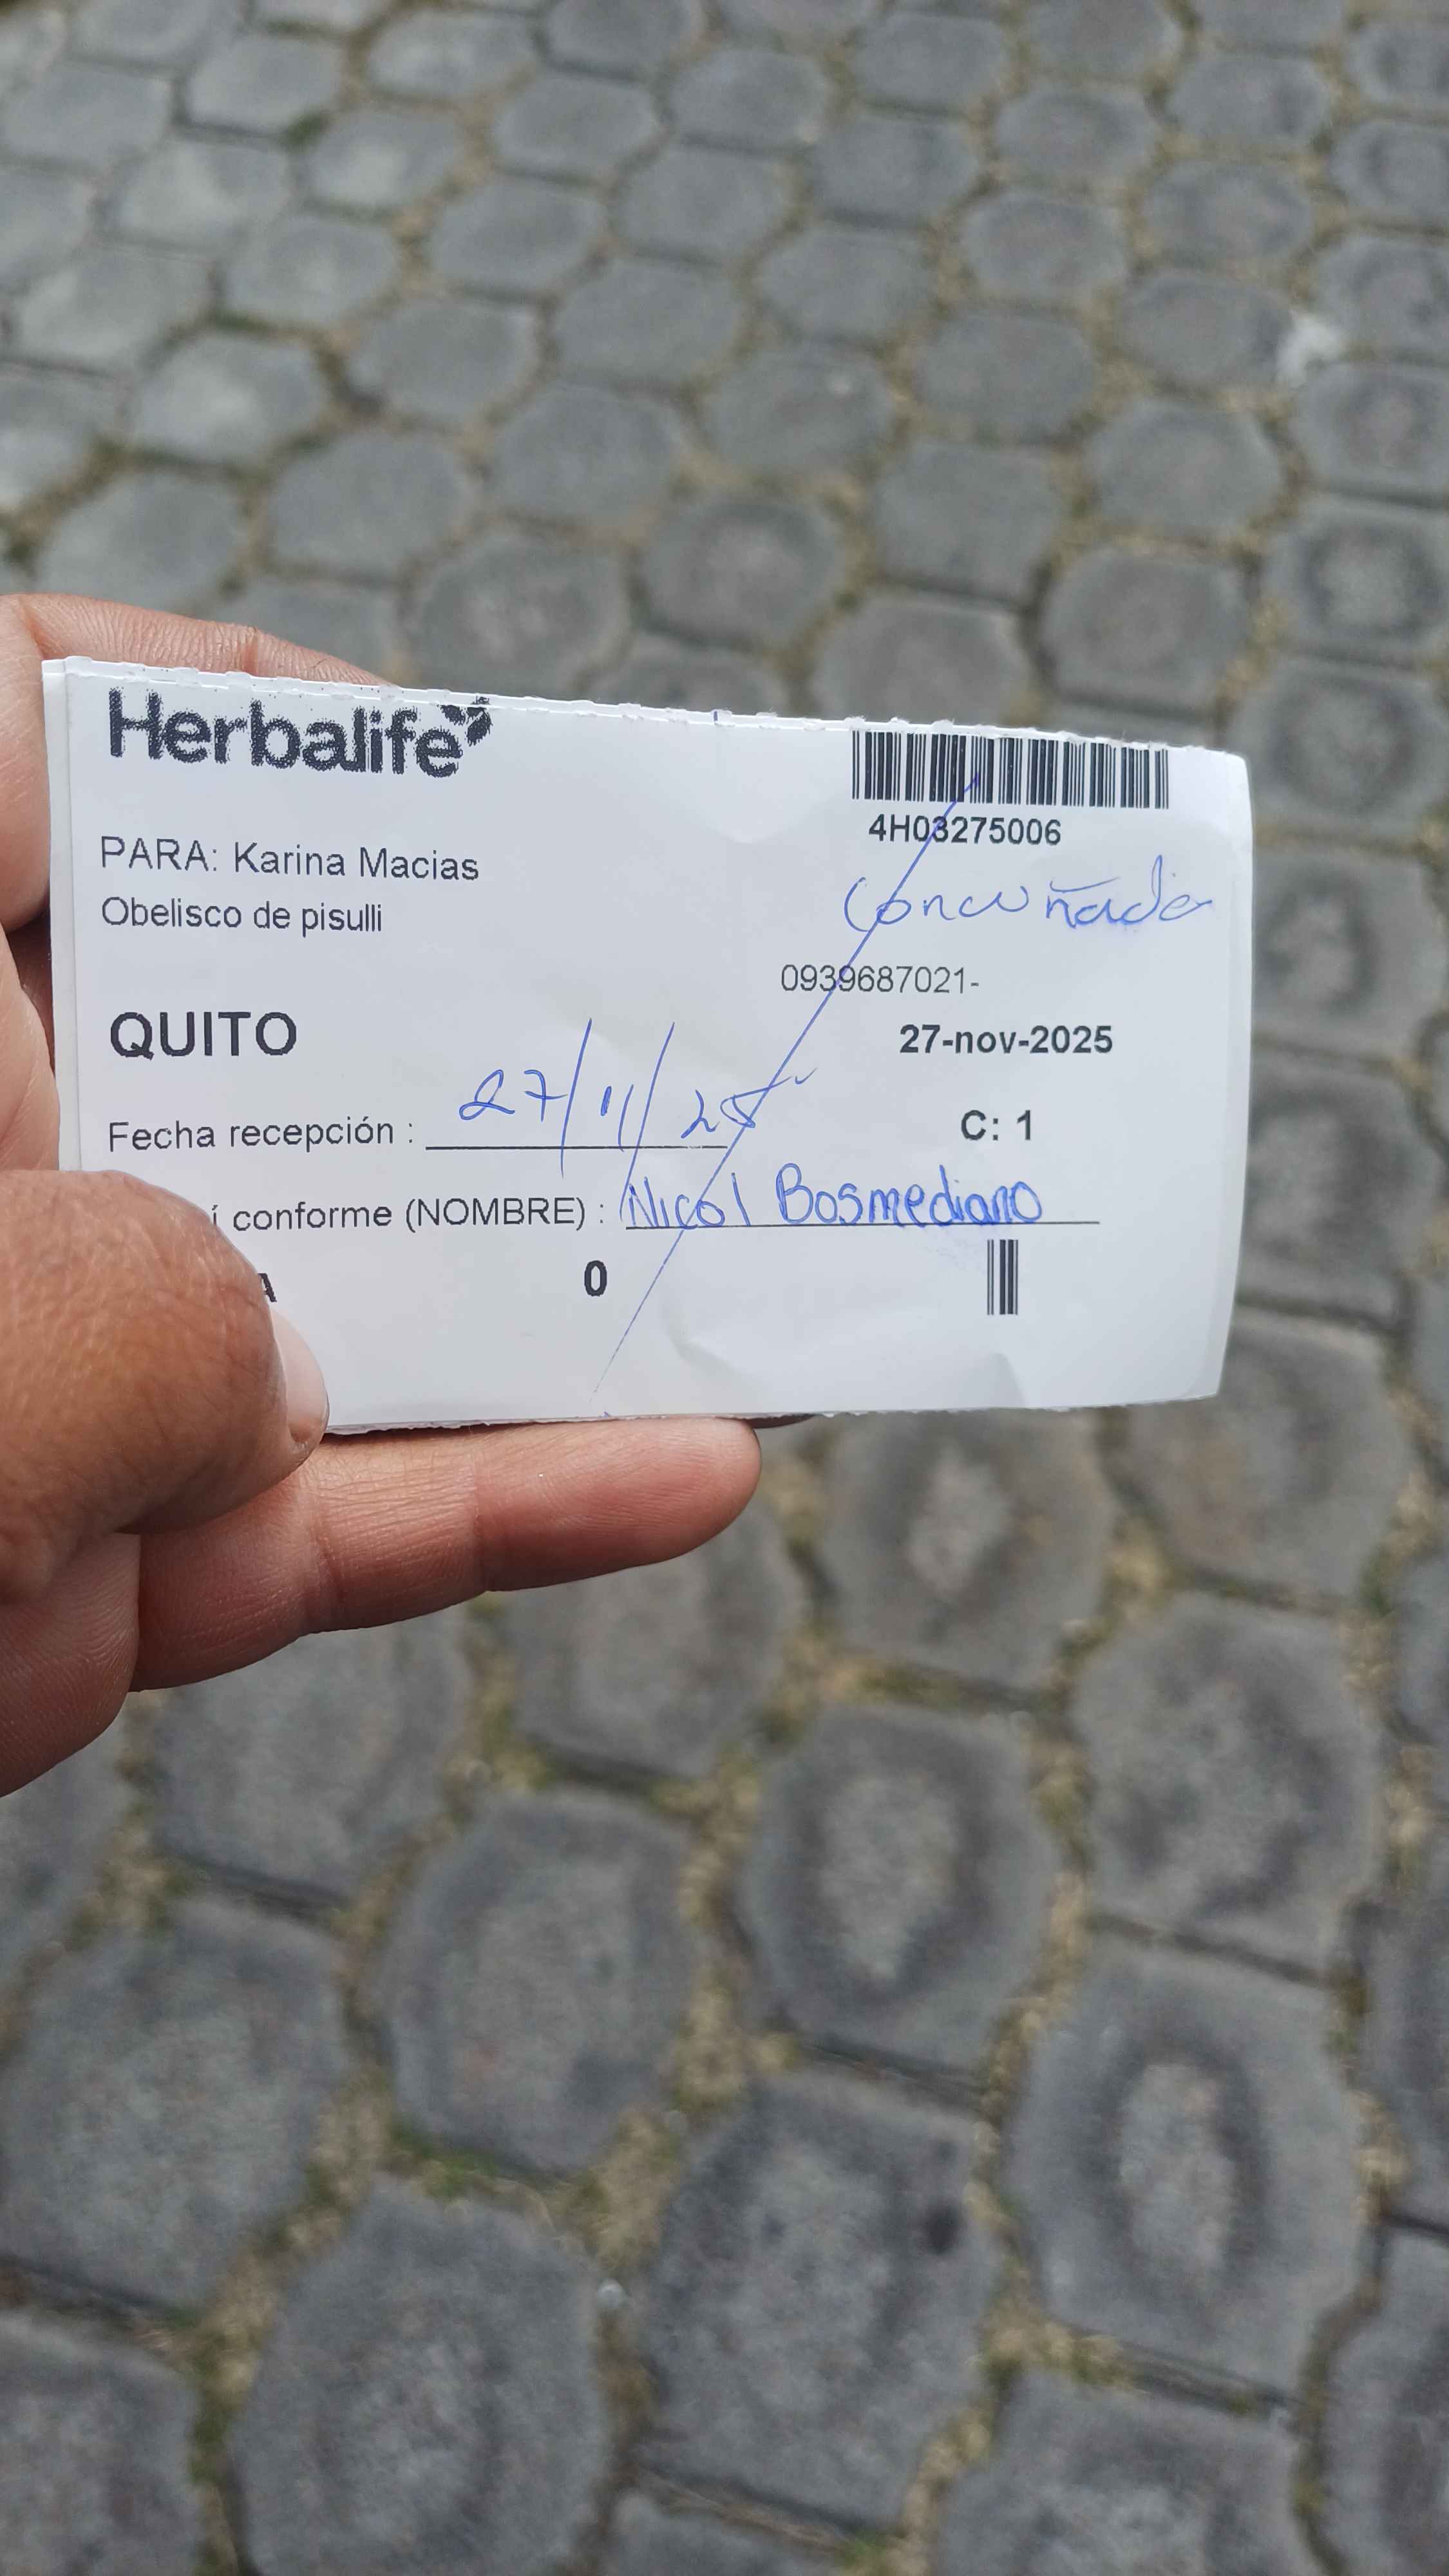 Herbalife
4H03275006
PARA: Karina Macias
Concuñada
Obelisco de pisulli
0939687021-
QUITO
27-nov-2025
Fecha recepción : 27/11/25
C: 1
í conforme (NOMBRE) : Nicol Bosmediano
A 0